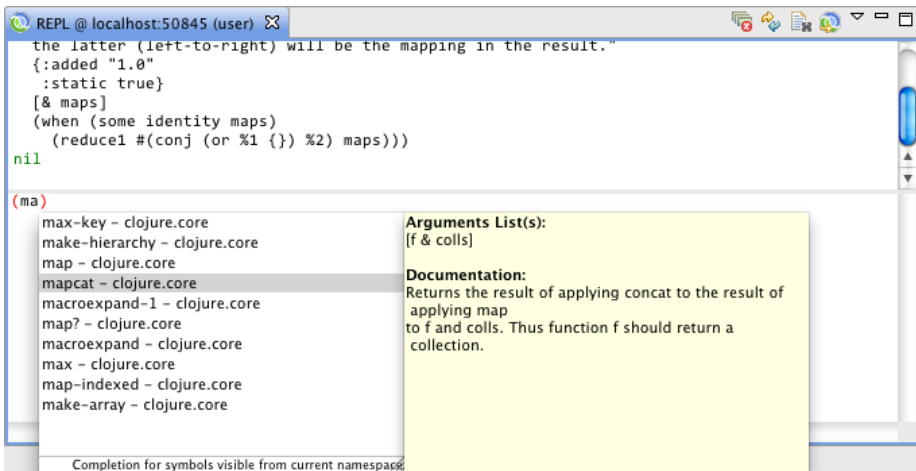 REPL @ localhost:50845 (user)
the latter (left-to-right) will be the mapping in the result."
{:added "1.0"
:static true}
[& maps]
(when (some identity maps)
(reduce1 #(conj (or %1 {}) %2) maps)))
nil
(ma)
max-key – clojure.core
make-hierarchy – clojure.core
map – clojure.core
mapcat – clojure.core
macroexpand-1 – clojure.core
map? – clojure.core
macroexpand – clojure.core
max – clojure.core
map-indexed – clojure.core
make-array – clojure.core
Completion for symbols visible from current namespace
Arguments List(s):
[f & colls]
Documentation:
Returns the result of applying concat to the result of
applying map
to f and colls. Thus function f should return a
collection.